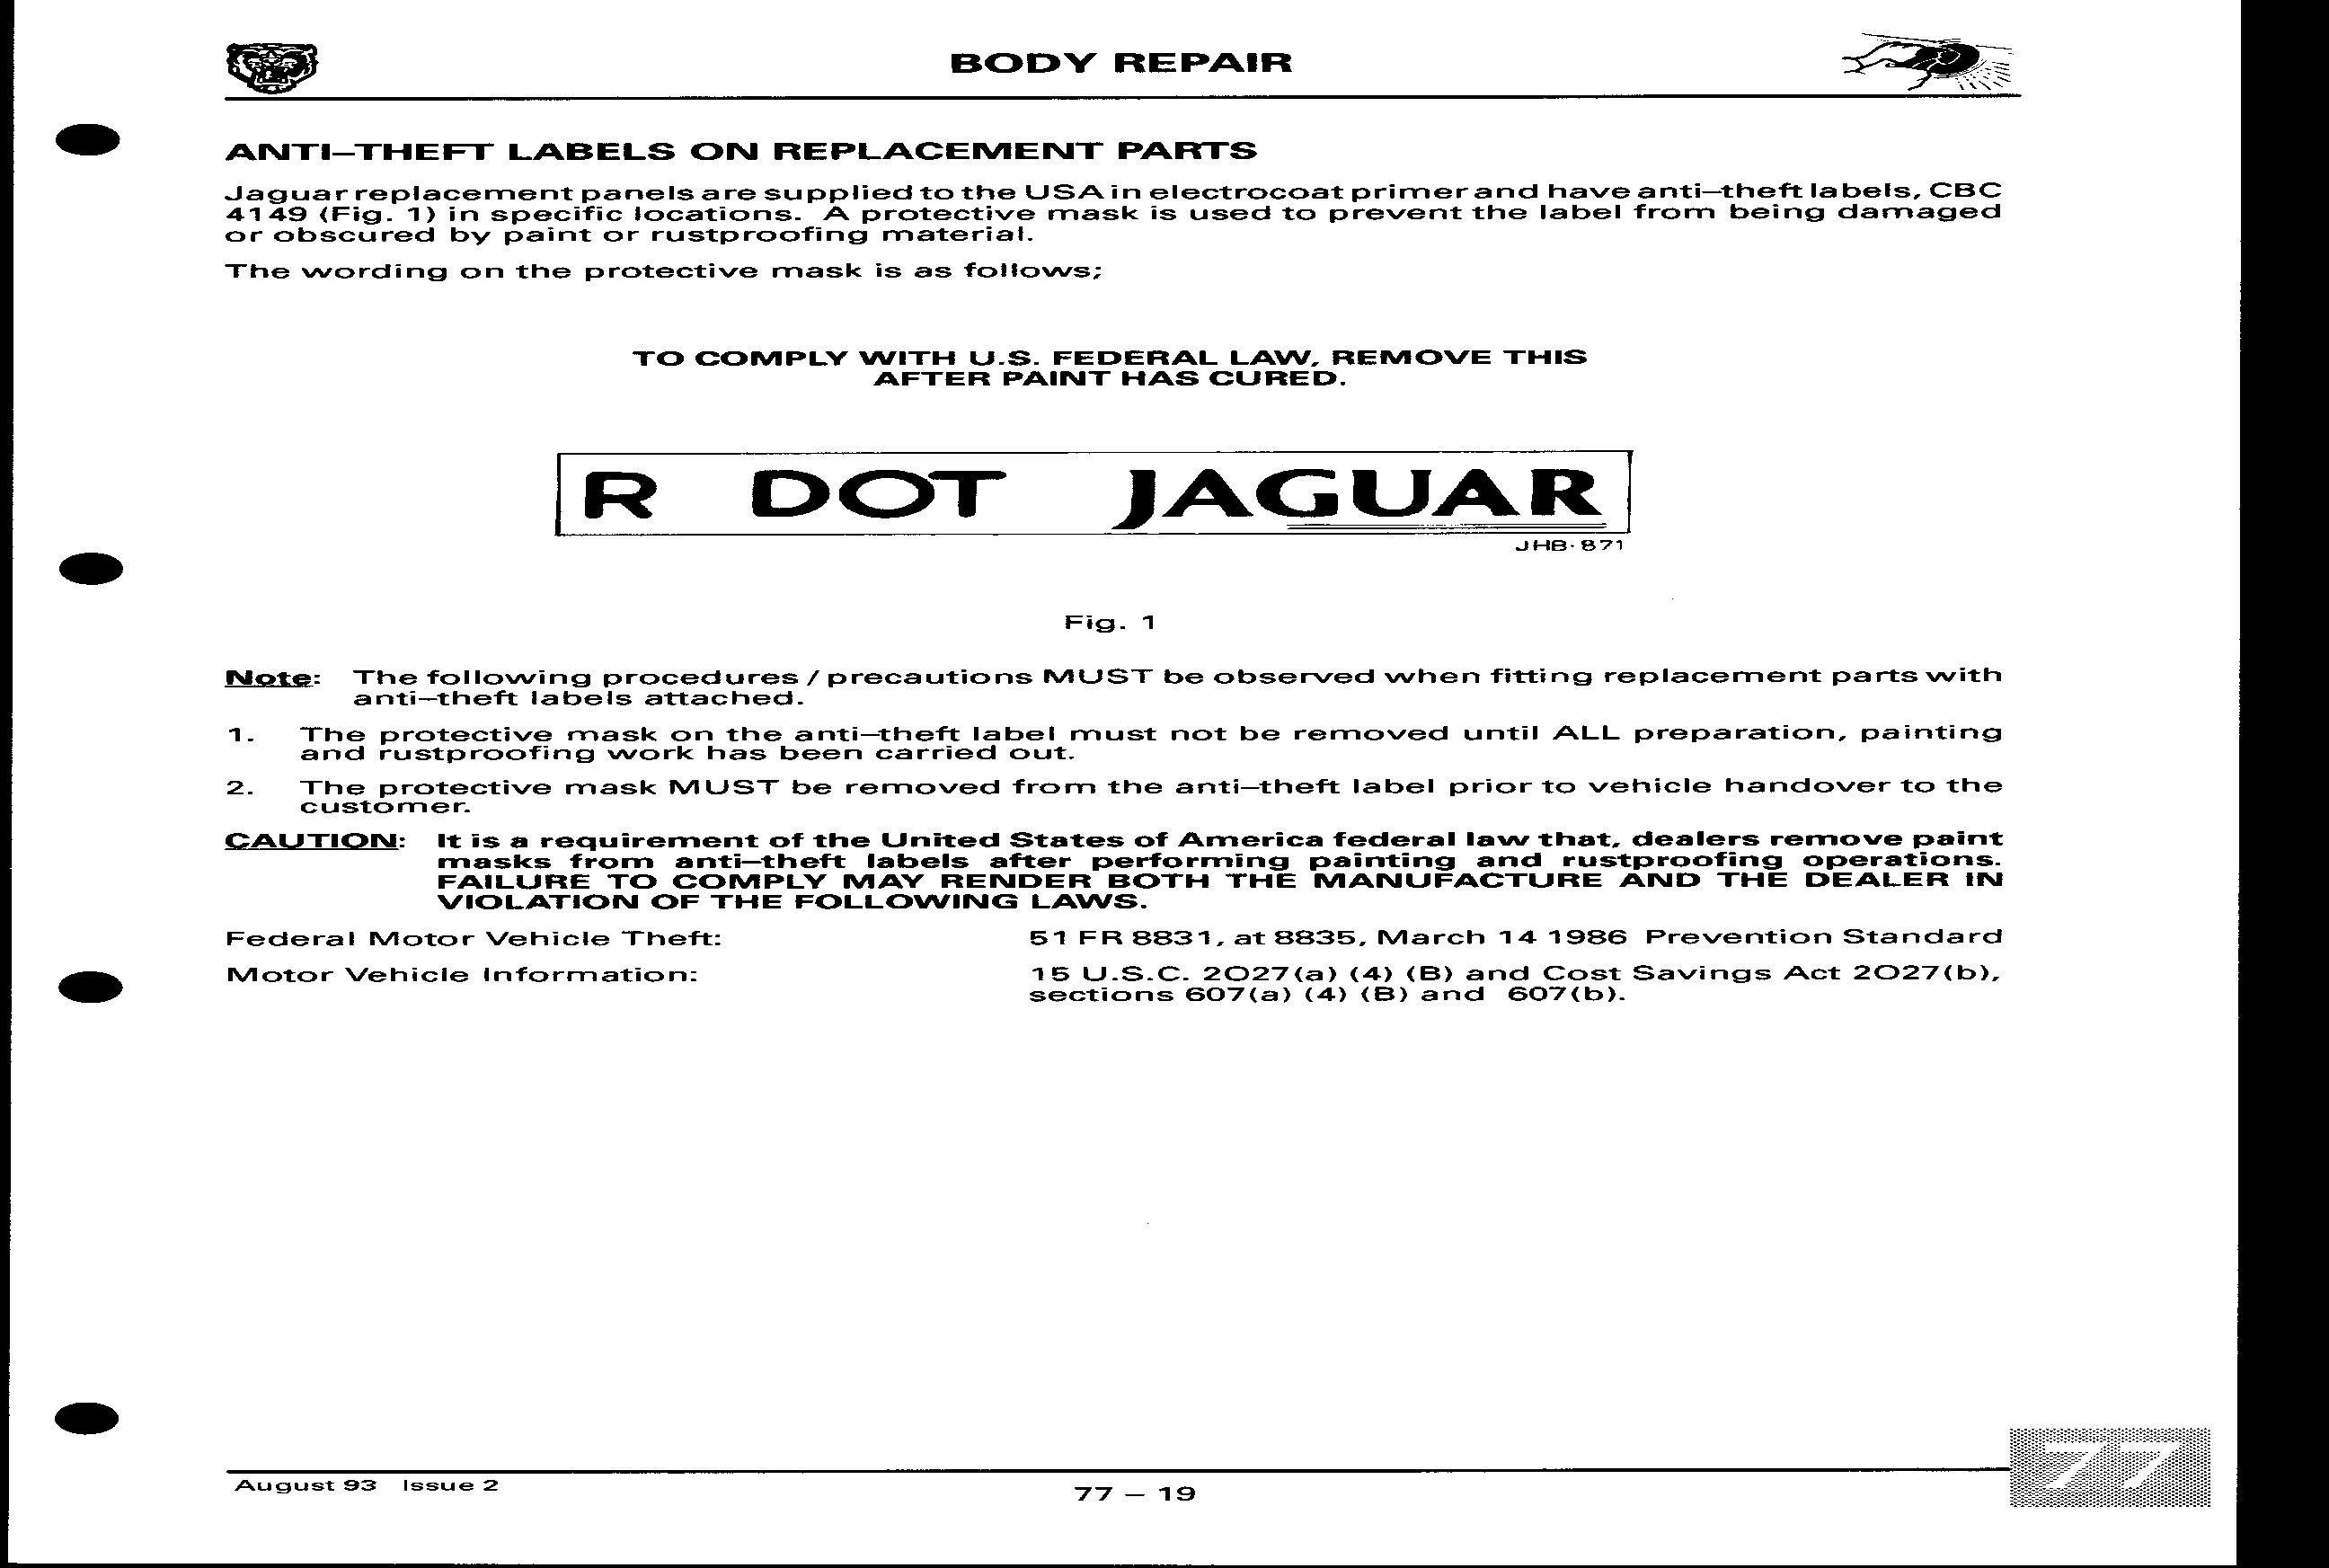 BODY REPAIR
ANTI–THEFT LABELS ON REPLACEMENT PARTS
Jaguar replacement panels are supplied to the USA in electrocoat primer and have anti–theft labels, CBC
4149 (Fig. 1) in specific locations. A protective mask is used to prevent the label from being damaged
or obscured by paint or rustproofing material.
The wording on the protective mask is as follows;
TO COMPLY WITH U.S. FEDERAL LAW, REMOVE THIS
AFTER PAINT HAS CURED.
R DOT JAGUAR
JHB·871
Fig. 1
Note: The following procedures / precautions MUST be observed when fitting replacement parts with
anti–theft labels attached.
1. The protective mask on the anti–theft label must not be removed until ALL preparation, painting
and rustproofing work has been carried out.
2. The protective mask MUST be removed from the anti–theft label prior to vehicle handover to the
customer.
CAUTION: It is a requirement of the United States of America federal law that, dealers remove paint
masks from anti–theft labels after performing painting and rustproofing operations.
FAILURE TO COMPLY MAY RENDER BOTH THE MANUFACTURE AND THE DEALER IN
VIOLATION OF THE FOLLOWING LAWS.
Federal Motor Vehicle Theft: 51 FR 8831, at 8835, March 14 1986 Prevention Standard
Motor Vehicle Information: 15 U.S.C. 2027(a) (4) (B) and Cost Savings Act 2027(b),
sections 607(a) (4) (B) and 607(b).
August 93 Issue 2
77 – 19
77